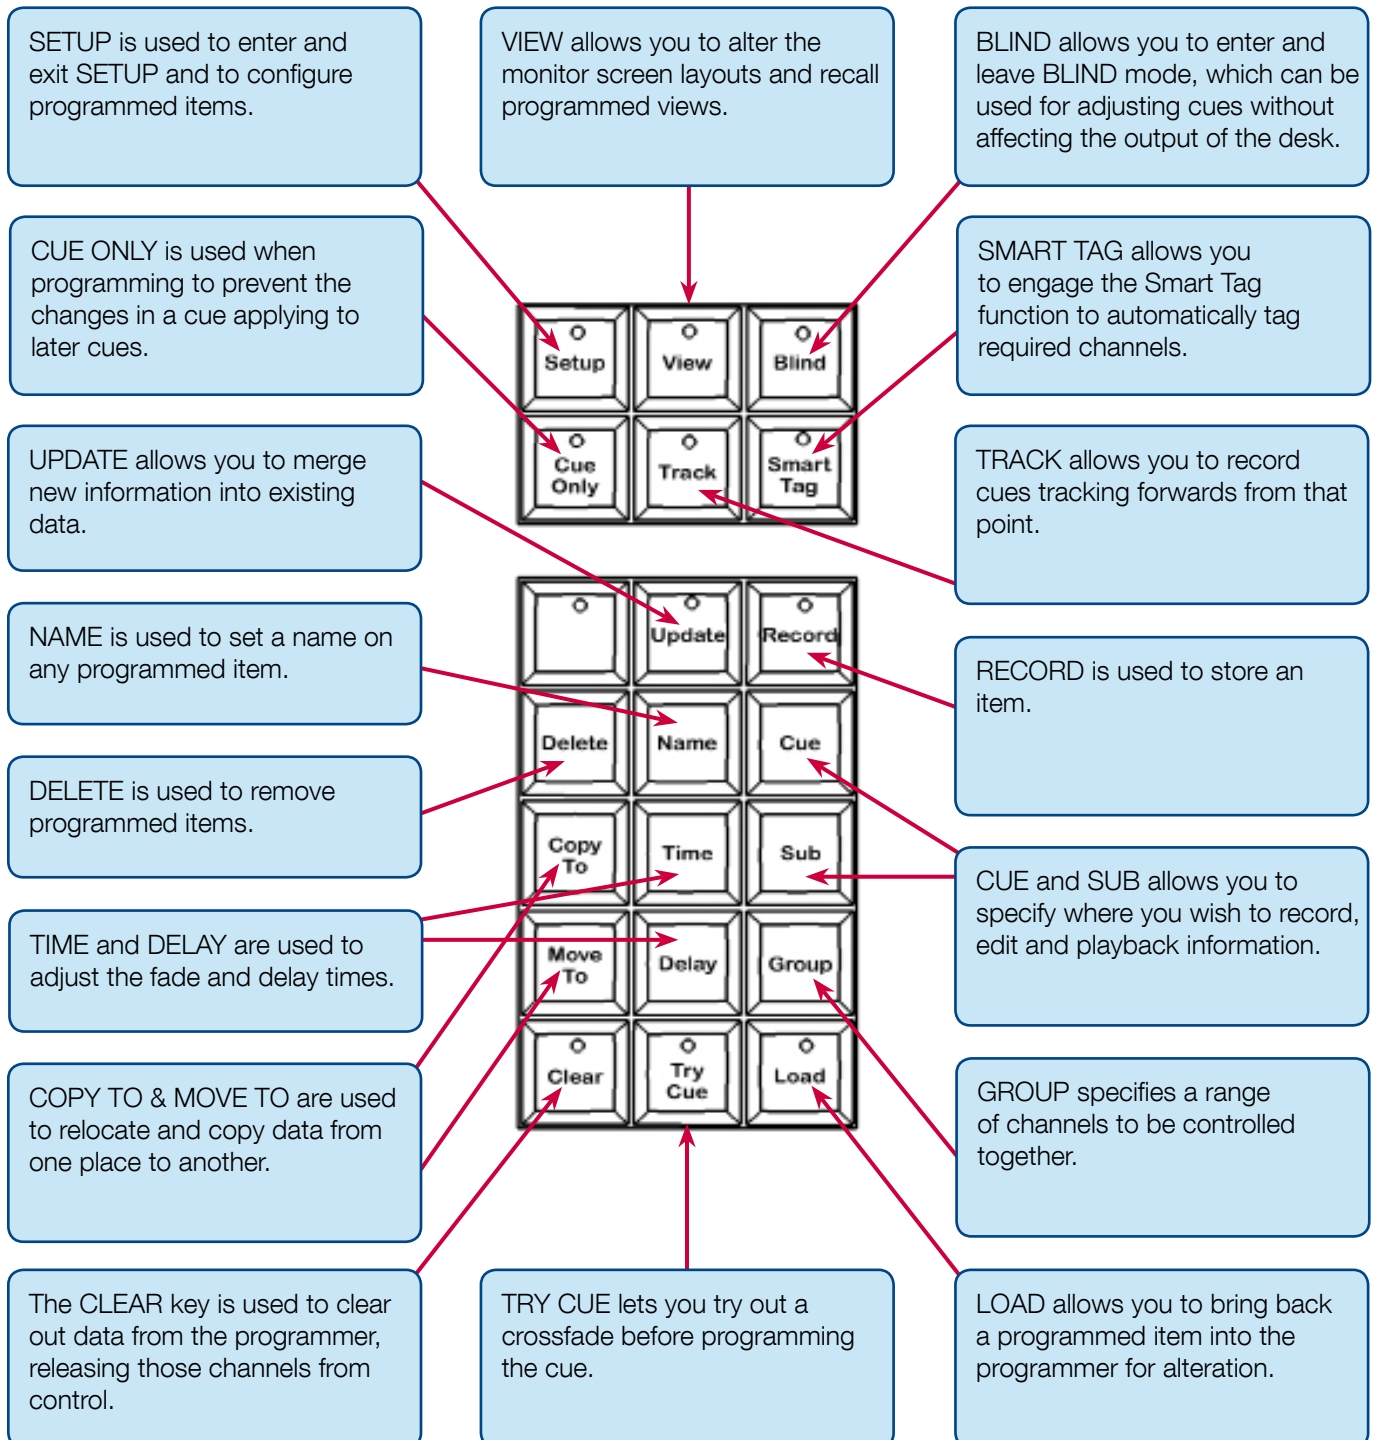 SETUP is used to enter and
exit SETUP and to configure
programmed items.
VIEW allows you to alter the
monitor screen layouts and recall
programmed views.
BLIND allows you to enter and
leave BLIND mode, which can be
used for adjusting cues without
affecting the output of the desk.
CUE ONLY is used when
programming to prevent the
changes in a cue applying to
later cues.
SMART TAG allows you
to engage the Smart Tag
function to automatically tag
required channels.
Setup
View
Blind
Cue
Only
Track
Smart
Tag
UPDATE allows you to merge
new information into existing
data.
TRACK allows you to record
cues tracking forwards from that
point.
NAME is used to set a name on
any programmed item.
Update
Record
RECORD is used to store an
item.
Delete
Name
Cue
DELETE is used to remove
programmed items.
Copy
To
Time
Sub
CUE and SUB allows you to
specify where you wish to record,
edit and playback information.
TIME and DELAY are used to
adjust the fade and delay times.
Move
To
Delay
Group
COPY TO & MOVE TO are used
to relocate and copy data from
one place to another.
Clear
Try
Cue
Load
GROUP specifies a range
of channels to be controlled
together.
The CLEAR key is used to clear
out data from the programmer,
releasing those channels from
control.
TRY CUE lets you try out a
crossfade before programming
the cue.
LOAD allows you to bring back
a programmed item into the
programmer for alteration.